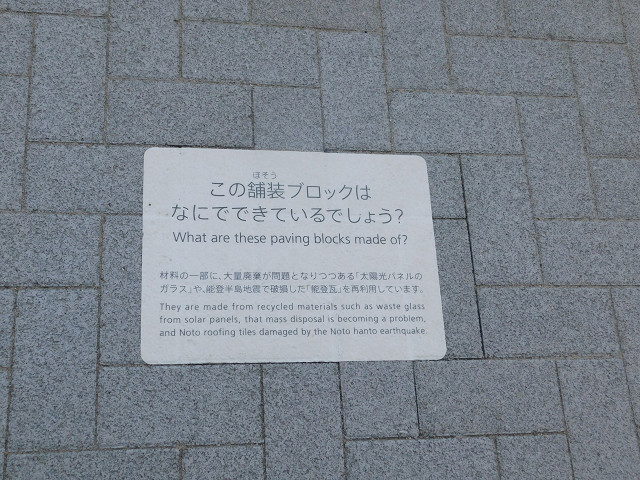 ほそう
この舗装ブロックは
なにでできているでしょう?
What are these paving blocks made of?
材料の一部に、大量廃棄が問題となりつつある「太陽光パネルの
ガラス」や、能登半島地震で破損した「能登瓦」を再利用しています。
They are made from recycled materials such as waste glass
from solar panels, that mass disposal is becoming a problem,
and Noto roofing tiles damaged by the Noto hanto earthquake.